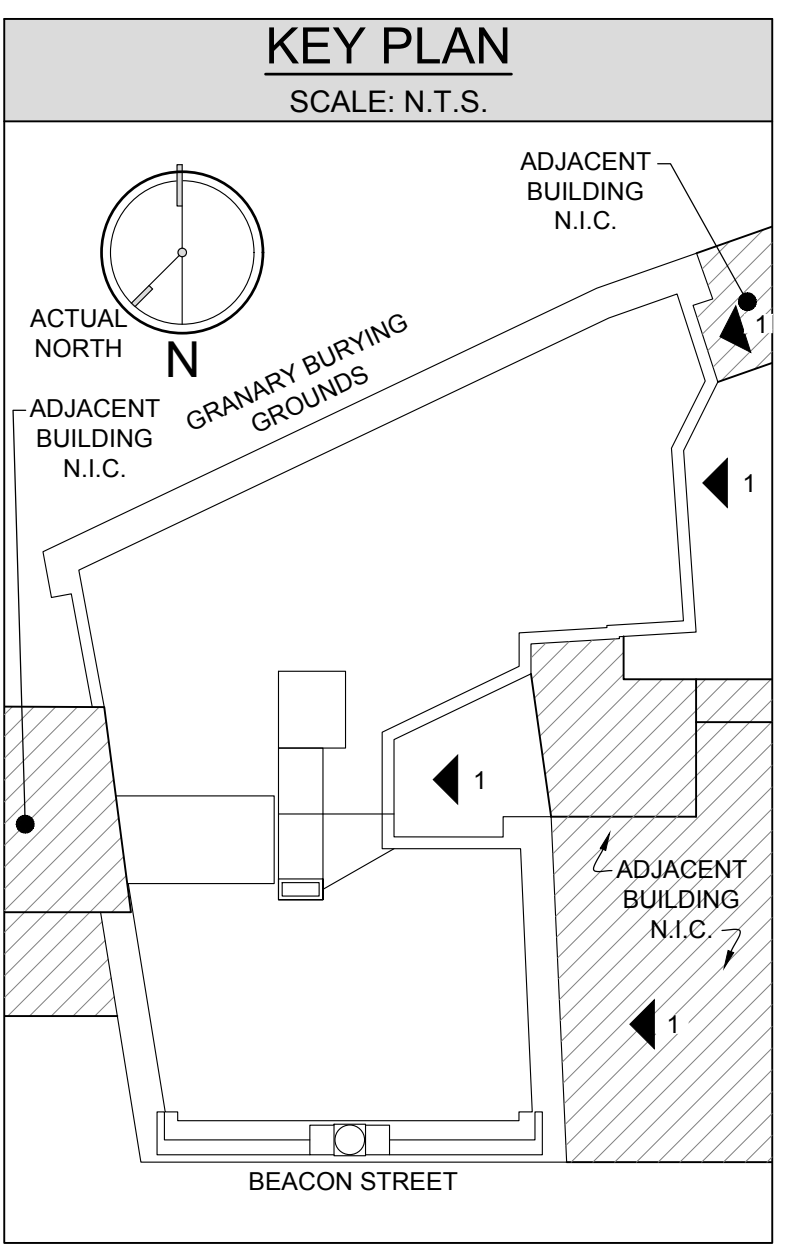 KEY PLAN
SCALE: N.T.S.
ADJACENT
BUILDING
N.I.C.
1
ACTUAL
NORTH
N
GRANARY BURYING
GROUNDS
ADJACENT
BUILDING
N.I.C.
1
1
ADJACENT
BUILDING
N.I.C.
1
BEACON STREET